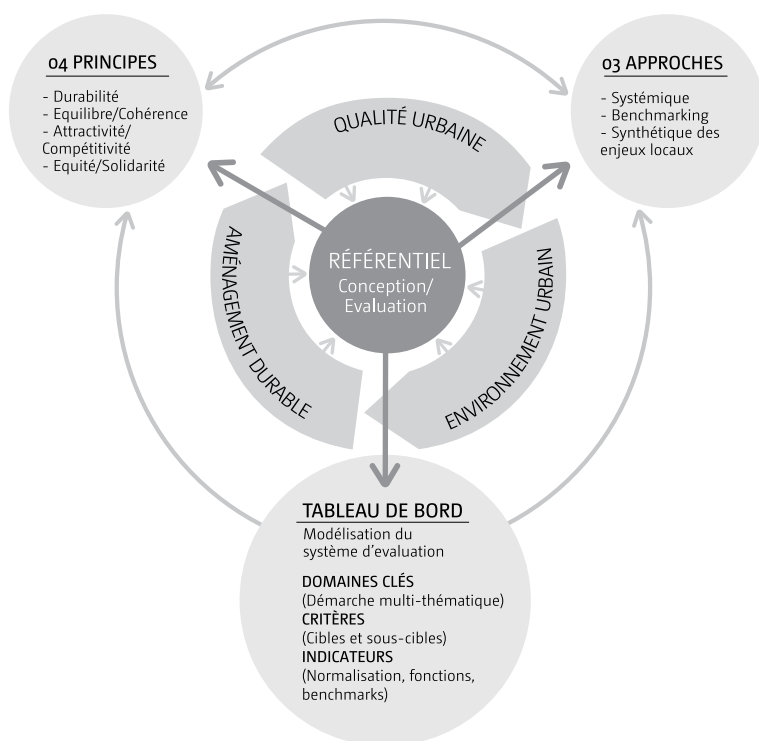 04 PRINCIPES
- Durabilité
- Equilibre/Cohérence
- Attractivité/
Compétitivité
- Equité/Solidarité
03 APPROCHES
- Systémique
- Benchmarking
- Synthétique des
enjeux locaux
QUALITÉ URBAINE
AMÉNAGEMENT DURABLE
ENVIRONNEMENT URBAIN
RÉFÉRENTIEL
Conception/
Evaluation
TABLEAU DE BORD
Modélisation du
système d'evaluation
DOMAINES CLÉS
(Démarche multi-thématique)
CRITÈRES
(Cibles et sous-cibles)
INDICATEURS
(Normalisation, fonctions,
benchmarks)